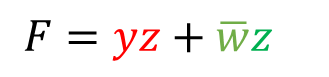 F = yz + w̅z